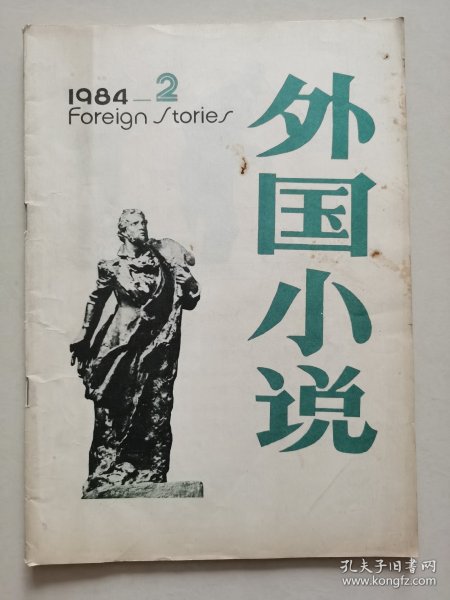 1984—2
Foreign Stories
外国小说
孔夫子旧书网
www.kongfz.com